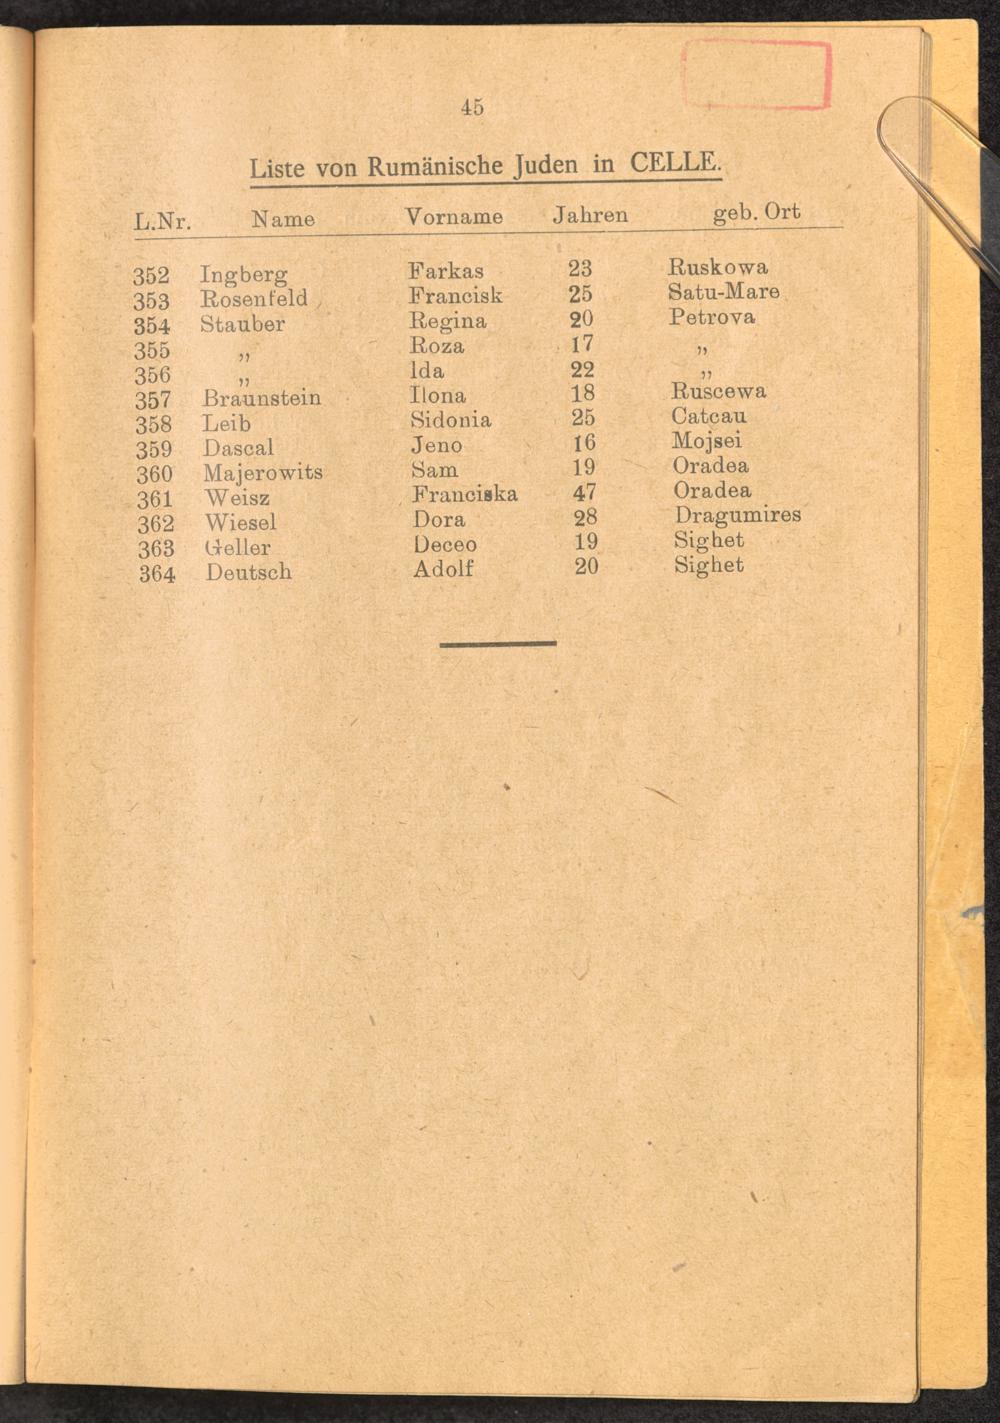 45
Liste von Rumänische Juden in CELLE.
L.Nr. Name Vorname Jahren geb. Ort
352 Ingberg Farkas 23 Ruskowa
353 Rosenfeld Francisk 25 Satu-Mare
354 Stauber Regina 20 Petrova
355 „ Roza 17 „
356 „ Ida 22 „
357 Braunstein Ilona 18 Ruscewa
358 Leib Sidonia 25 Catcau
359 Dascal Jeno 16 Mojsei
360 Majerowits Sam 19 Oradea
361 Weisz Franciska 47 Oradea
362 Wiesel Dora 28 Dragumires
363 Geller Deceo 19 Sighet
364 Deutsch Adolf 20 Sighet